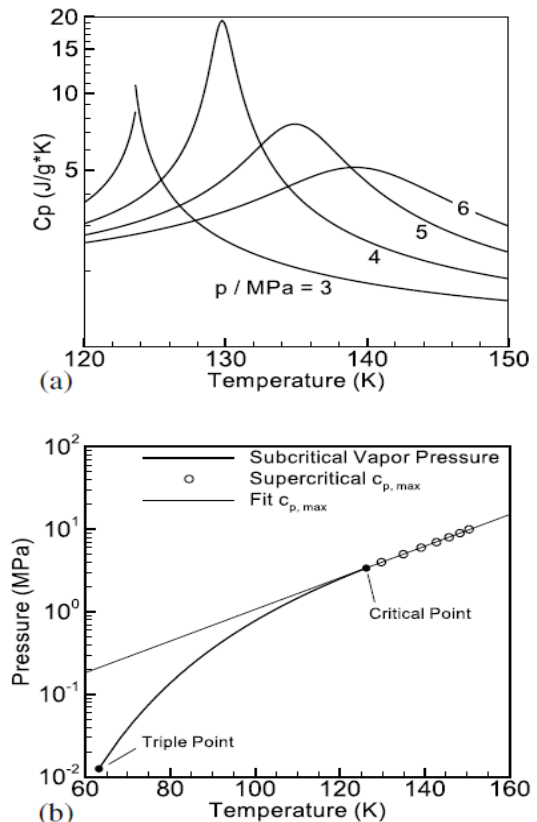 20
15
10
5
Cp (J/g*K)
6
5
4
p / MPa = 3
120
130
140
150
(a)
Temperature (K)
10²
10¹
10⁰
10⁻¹
10⁻²
Pressure (MPa)
Subcritical Vapor Pressure
Supercritical c_{p, max}
Fit c_{p, max}
Critical Point
Triple Point
60
80
100
120
140
160
(b)
Temperature (K)